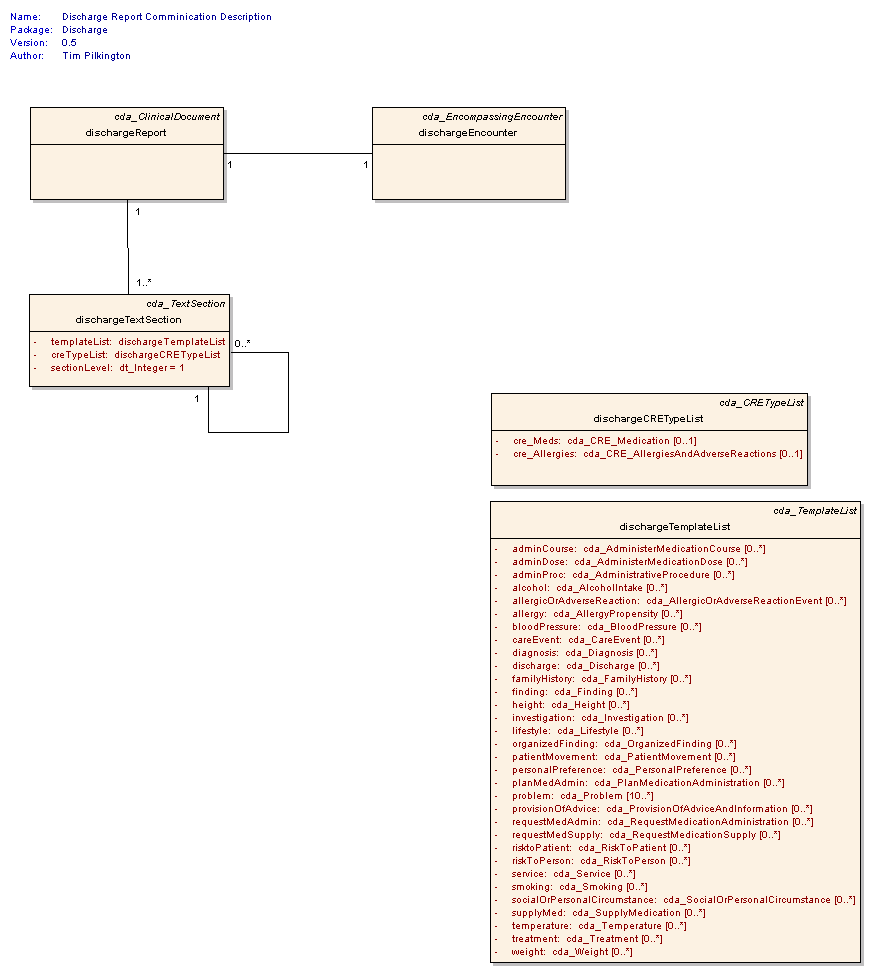 Name: Discharge Report Comminication Description
Package: Discharge
Version: 0.5
Author: Tim Pilkington
cda_ClinicalDocument
dischargeReport
cda_EncompassingEncounter
dischargeEncounter
1
1
1
1..*
cda_TextSection
dischargeTextSection
- templateList: dischargeTemplateList
- creTypeList: dischargeCRETypeList
- sectionLevel: dt_Integer = 1
0..*
1
cda_CRETypeList
dischargeCRETypeList
- cre_Meds: cda_CRE_Medication [0..1]
- cre_Allergies: cda_CRE_AllergiesAndAdverseReactions [0..1]
cda_TemplateList
dischargeTemplateList
- adminCourse: cda_AdministerMedicationCourse [0..*]
- adminDose: cda_AdministerMedicationDose [0..*]
- adminProc: cda_AdministrativeProcedure [0..*]
- alcohol: cda_AlcoholIntake [0..*]
- allergicOrAdverseReaction: cda_AllergicOrAdverseReactionEvent [0..*]
- allergy: cda_AllergyPropensity [0..*]
- bloodPressure: cda_BloodPressure [0..*]
- careEvent: cda_CareEvent [0..*]
- diagnosis: cda_Diagnosis [0..*]
- discharge: cda_Discharge [0..*]
- familyHistory: cda_FamilyHistory [0..*]
- finding: cda_Finding [0..*]
- height: cda_Height [0..*]
- investigation: cda_Investigation [0..*]
- lifestyle: cda_Lifestyle [0..*]
- organizedFinding: cda_OrganizedFinding [0..*]
- patientMovement: cda_PatientMovement [0..*]
- personalPreference: cda_PersonalPreference [0..*]
- planMedAdmin: cda_PlanMedicationAdministration [0..*]
- problem: cda_Problem [10..*]
- provisionOfAdvice: cda_ProvisionOfAdviceAndInformation [0..*]
- requestMedAdmin: cda_RequestMedicationAdministration [0..*]
- requestMedSupply: cda_RequestMedicationSupply [0..*]
- risktoPatient: cda_RiskToPatient [0..*]
- riskToPerson: cda_RiskToPerson [0..*]
- service: cda_Service [0..*]
- smoking: cda_Smoking [0..*]
- socialOrPersonalCircumstance: cda_SocialOrPersonalCircumstance [0..*]
- supplyMed: cda_SupplyMedication [0..*]
- temperature: cda_Temperature [0..*]
- treatment: cda_Treatment [0..*]
- weight: cda_Weight [0..*]